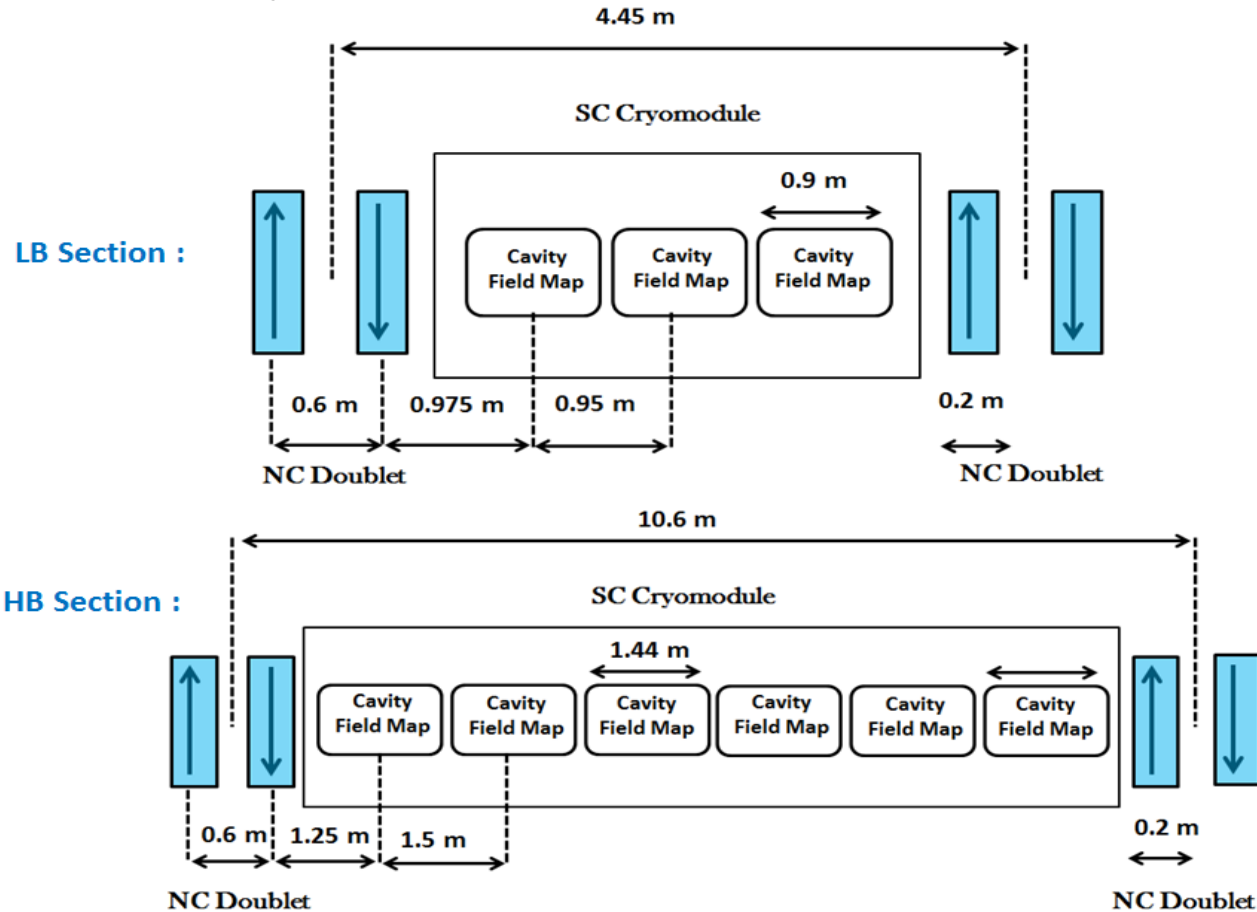 4.45 m
SC Cryomodule
0.9 m
LB Section :
Cavity
Field Map
Cavity
Field Map
Cavity
Field Map
0.6 m
0.975 m
0.95 m
0.2 m
NC Doublet
NC Doublet
10.6 m
HB Section :
SC Cryomodule
1.44 m
Cavity
Field Map
Cavity
Field Map
Cavity
Field Map
Cavity
Field Map
Cavity
Field Map
Cavity
Field Map
0.6 m
1.25 m
1.5 m
0.2 m
NC Doublet
NC Doublet